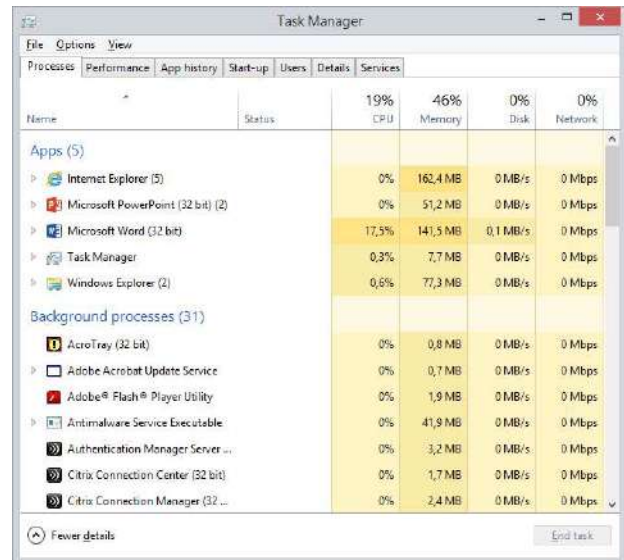 Task Manager
File Options View
Processes Performance App history Start-up Users Details Services
19% 46% 0% 0%
Name Status CPU Memory Disk Network
Apps (5)
Internet Explorer (5) 0% 162,4 MB 0 MB/s 0 Mbps
Microsoft PowerPoint (32 bit) (2) 0% 51,2 MB 0 MB/s 0 Mbps
Microsoft Word (32 bit) 17,5% 141,5 MB 0,1 MB/s 0 Mbps
Task Manager 0,3% 7,7 MB 0 MB/s 0 Mbps
Windows Explorer (2) 0,6% 77,3 MB 0 MB/s 0 Mbps
Background processes (31)
AcroTray (32 bit) 0% 0,8 MB 0 MB/s 0 Mbps
Adobe Acrobat Update Service 0% 0,7 MB 0 MB/s 0 Mbps
Adobe® Flash® Player Utility 0% 1,9 MB 0 MB/s 0 Mbps
Antimalware Service Executable 0% 41,9 MB 0 MB/s 0 Mbps
Authentication Manager Server ... 0% 3,2 MB 0 MB/s 0 Mbps
Citrix Connection Center (32 bit) 0% 1,7 MB 0 MB/s 0 Mbps
Citrix Connection Manager (32 ... 0% 2,4 MB 0 MB/s 0 Mbps
Fewer details End task